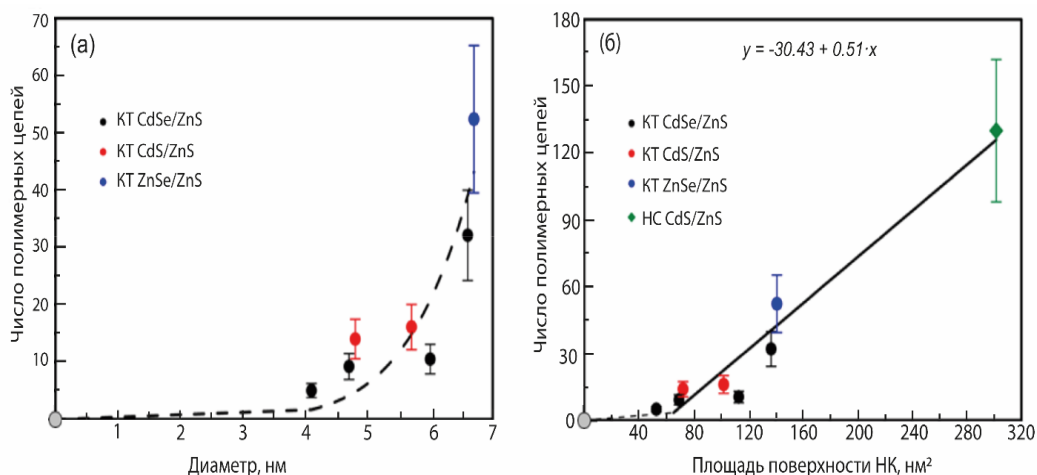 (а)
Число полимерных цепей
70
60
50
40
30
20
10
0
КТ CdSe/ZnS
КТ CdS/ZnS
КТ ZnSe/ZnS
1 2 3 4 5 6 7
Диаметр, нм
(б)
y = -30.43 + 0.51·x
Число полимерных цепей
180
150
120
90
60
30
0
КТ CdSe/ZnS
КТ CdS/ZnS
КТ ZnSe/ZnS
НС CdS/ZnS
40 80 120 160 200 240 280 320
Площадь поверхности НК, нм²